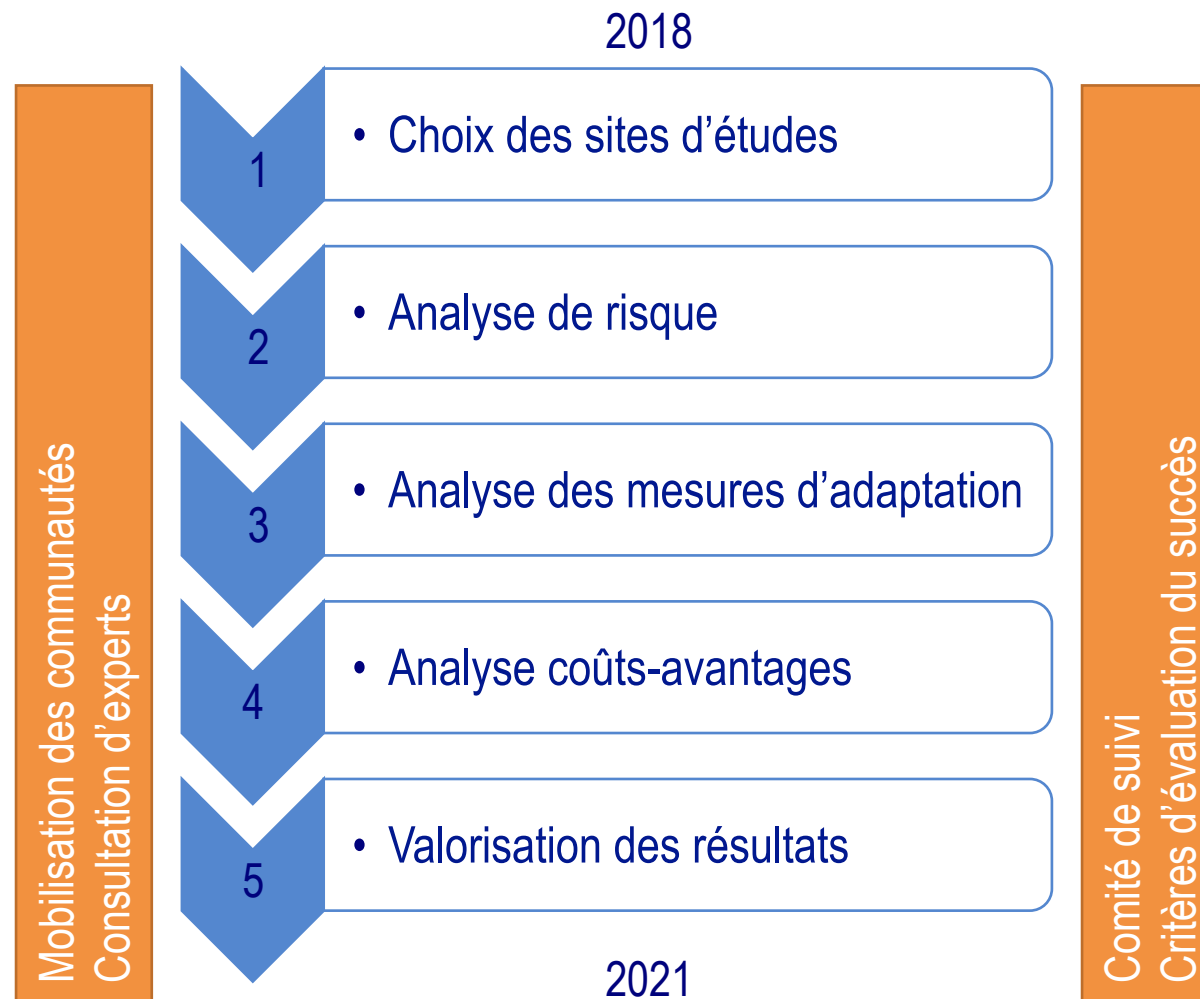 2018
Mobilisation des communautés
Consultation d’experts
1
• Choix des sites d’études
2
• Analyse de risque
3
• Analyse des mesures d’adaptation
4
• Analyse coûts-avantages
5
• Valorisation des résultats
Comité de suivi
Critères d’évaluation du succès
2021